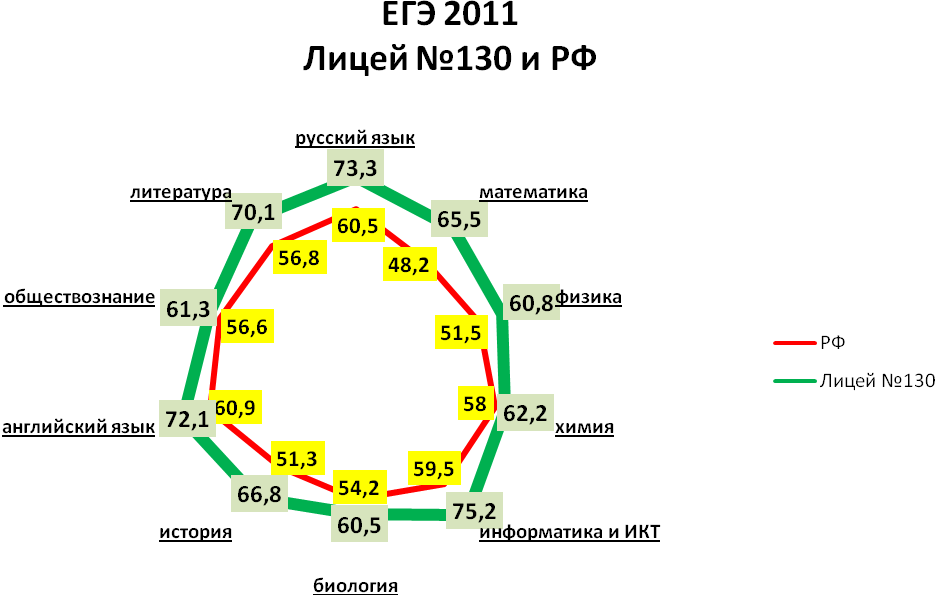 ЕГЭ 2011
Лицей №130 и РФ
русский язык
73,3
литература
математика
70,1
65,5
60,5
56,8
48,2
обществознание
61,3
60,8
физика
56,6
51,5
РФ
Лицей №130
60,9
58
английский язык
72,1
62,2
химия
51,3
59,5
66,8
54,2
75,2
60,5
история
информатика и ИКТ
биология